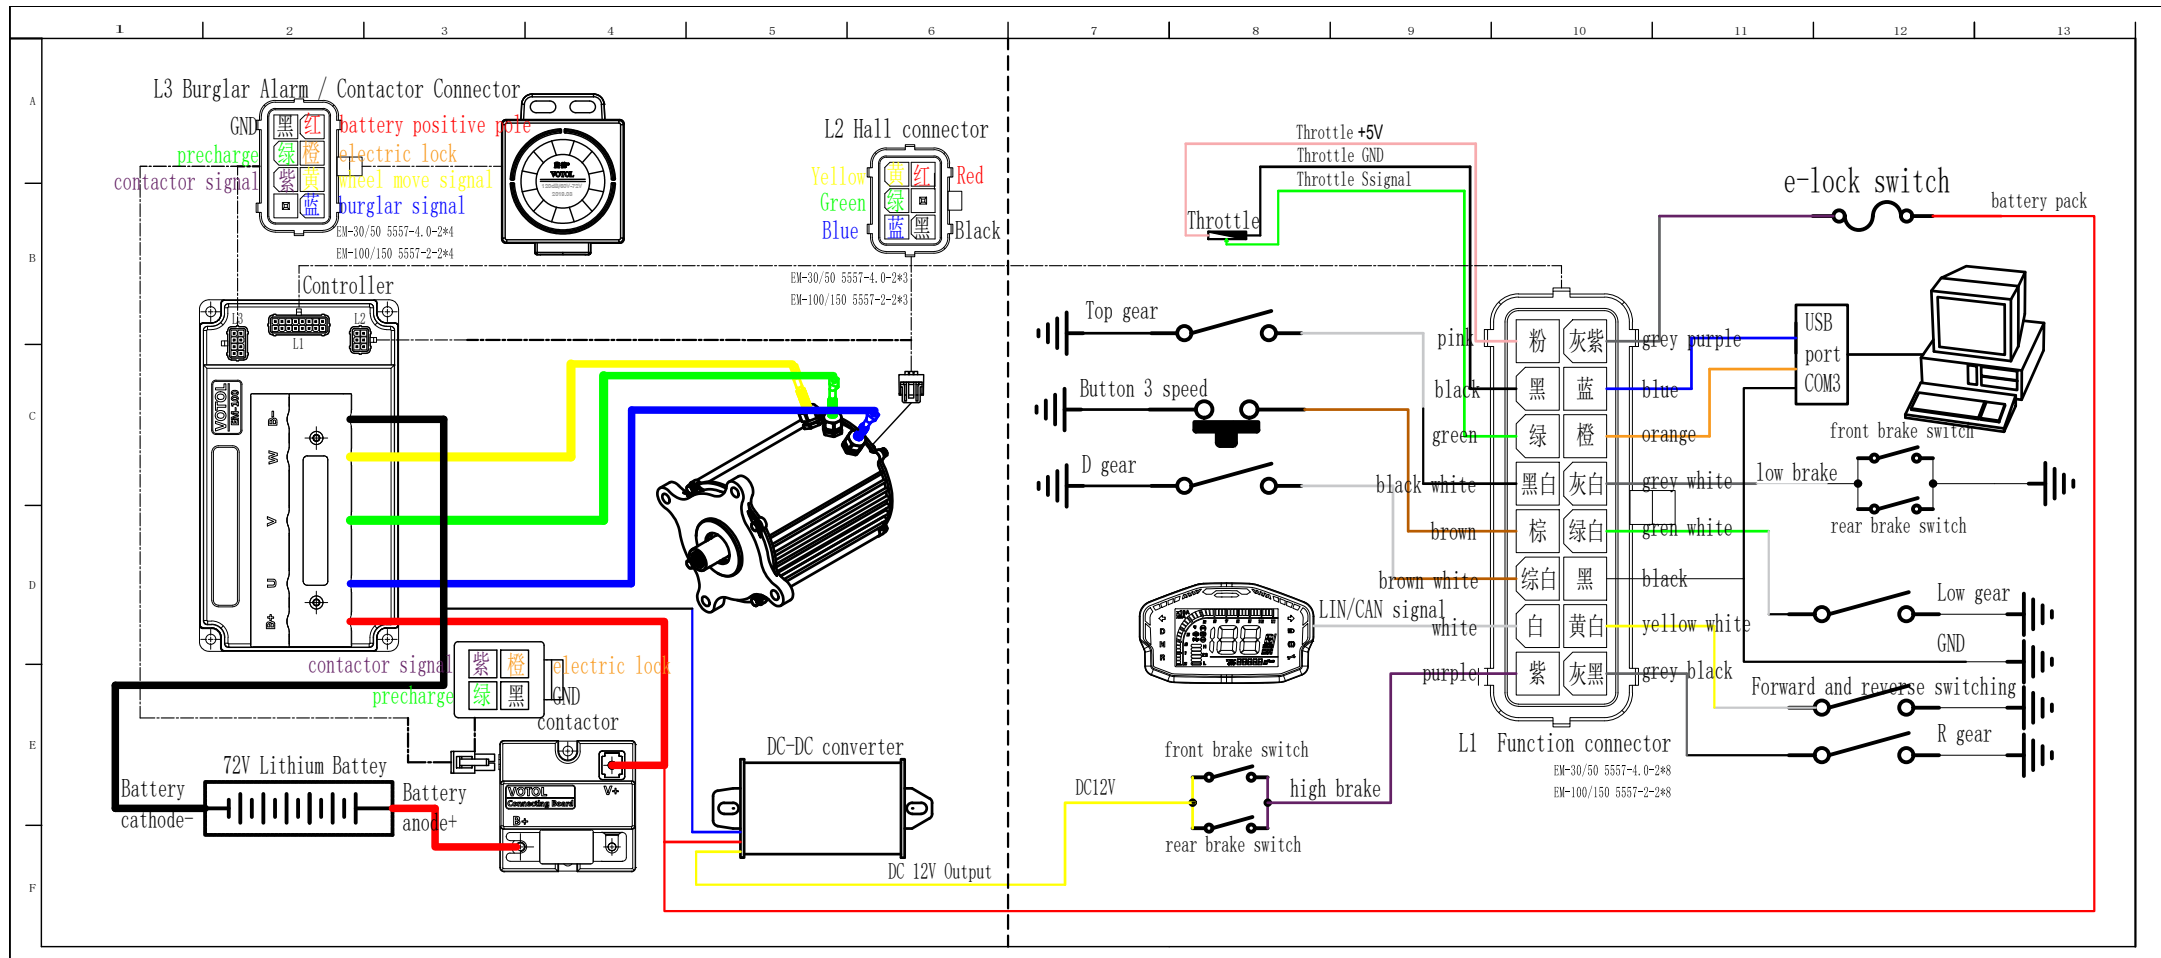 1 2 3 4 5 6 7 8 9 10 11 12 13
A
B
C
D
E
F
L3 Burglar Alarm / Contactor Connector
GND 黑 红 battery positive pole
precharge 绿 橙 electric lock
contactor signal 紫 黄 wheel move signal
蓝 burglar signal
EM-30/50 5557-4.0-2*4
EM-100/150 5557-2-2*4
VOTOL
L2 Hall connector
Yellow 黄 红 Red
Green 绿
Blue 蓝 黑 Black
EM-30/50 5557-4.0-2*3
EM-100/150 5557-2-2*3
Controller
L3
L1
L2
VOTOL
EM-100
B-
W
V
U
B+
contactor signal 紫 橙 electric lock
precharge 绿 黑 GND
contactor
72V Lithium Battey
Battery
cathode-
Battery
anode+
VOTOL
Connecting Board
V+
B+
DC-DC converter
DC 12V Output
Throttle +5V
Throttle GND
Throttle Ssignal
Throttle
Top gear
Button 3 speed
D gear
LIN/CAN signal
front brake switch
DC12V
high brake
rear brake switch
pink 粉 灰紫 grey purple
black 黑 蓝 blue
green 绿 橙 orange
black white 黑白 灰白 grey white
brown 棕 绿白 gren white
brown white 综白 黑 black
white 白 黄白 yellow white
purple 紫 灰黑 grey black
L1 Function connector
EM-30/50 5557-4.0-2*8
EM-100/150 5557-2-2*8
e-lock switch
battery pack
USB
port
COM3
front brake switch
low brake
rear brake switch
Low gear
GND
Forward and reverse switching
R gear